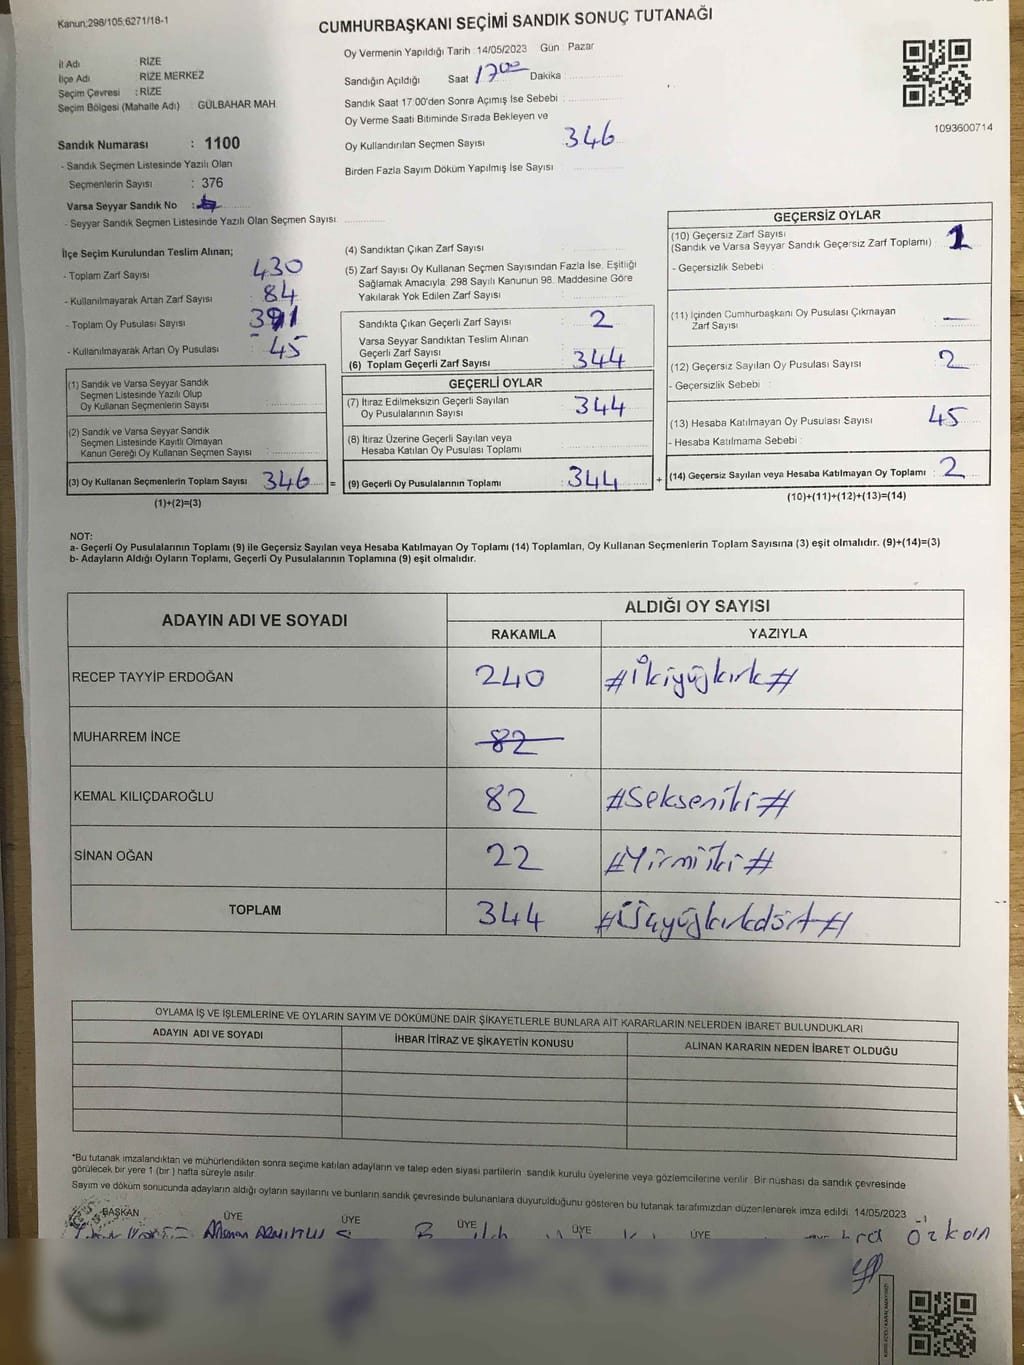 Kanun;298/105;6271/18-1
CUMHURBAŞKANI SEÇİMİ SANDIK SONUÇ TUTANAĞI
İl Adı : RİZE
İlçe Adı : RİZE MERKEZ
Seçim Çevresi : RİZE
Seçim Bölgesi (Mahalle Adı) : GÜLBAHAR MAH.
Oy Vermenin Yapıldığı Tarih : 14/05/2023 Gün : Pazar
Sandığın Açıldığı Saat 17 00 Dakika
Sandık Saat 17:00'den Sonra Açımış İse Sebebi :
Oy Verme Saati Bitiminde Sırada Bekleyen ve
Oy Kullandırılan Seçmen Sayısı : 346
Birden Fazla Sayım Döküm Yapılmış İse Sayısı :
1093600714
Sandık Numarası : 1100
- Sandık Seçmen Listesinde Yazılı Olan
Seçmenlerin Sayısı : 376
Varsa Seyyar Sandık No :
- Seyyar Sandık Seçmen Listesinde Yazılı Olan Seçmen Sayısı :
İlçe Seçim Kurulundan Teslim Alınan;
- Toplam Zarf Sayısı : 430
- Kullanılmayarak Artan Zarf Sayısı : 84
- Toplam Oy Pusulası Sayısı : 391
- Kullanılmayarak Artan Oy Pusulası : 45
(1) Sandık ve Varsa Seyyar Sandık
Seçmen Listesinde Yazılı Olup
Oy Kullanan Seçmenlerin Sayısı :
(2) Sandık ve Varsa Seyyar Sandık
Seçmen Listesinde Kayıtlı Olmayan
Kanun Gereği Oy Kullanan Seçmen Sayısı :
(3) Oy Kullanan Seçmenlerin Toplam Sayısı : 346 =
(1)+(2)=(3)
(4) Sandıktan Çıkan Zarf Sayısı :
(5) Zarf Sayısı Oy Kullanan Seçmen Sayısından Fazla İse, Eşitliği
Sağlamak Amacıyla; 298 Sayılı Kanunun 98. Maddesine Göre
Yakılarak Yok Edilen Zarf Sayısı :
Sandıkta Çıkan Geçerli Zarf Sayısı : 2
Varsa Seyyar Sandıktan Teslim Alınan
Geçerli Zarf Sayısı
(6) Toplam Geçerli Zarf Sayısı : 344
GEÇERLİ OYLAR
(7) İtiraz Edilmeksizin Geçerli Sayılan
Oy Pusulalarının Sayısı : 344
(8) İtiraz Üzerine Geçerli Sayılan veya
Hesaba Katılan Oy Pusulası Toplamı :
(9) Geçerli Oy Pusulalarının Toplamı : 344 +
GEÇERSİZ OYLAR
(10) Geçersiz Zarf Sayısı
(Sandık ve Varsa Seyyar Sandık Geçersiz Zarf Toplamı) : 1
- Geçersizlik Sebebi :
(11) İçinden Cumhurbaşkanı Oy Pusulası Çıkmayan
Zarf Sayısı : —
(12) Geçersiz Sayılan Oy Pusulası Sayısı : 2
- Geçersizlik Sebebi :
(13) Hesaba Katılmayan Oy Pusulası Sayısı : 45
- Hesaba Katılmama Sebebi :
(14) Geçersiz Sayılan veya Hesaba Katılmayan Oy Toplamı : 2
(10)+(11)+(12)+(13)=(14)
NOT:
a- Geçerli Oy Pusulalarının Toplamı (9) ile Geçersiz Sayılan veya Hesaba Katılmayan Oy Toplamı (14) Toplamları, Oy Kullanan Seçmenlerin Toplam Sayısına (3) eşit olmalıdır. (9)+(14)=(3)
b- Adayların Aldığı Oyların Toplamı, Geçerli Oy Pusulalarının Toplamına (9) eşit olmalıdır.
ADAYIN ADI VE SOYADI
ALDIĞI OY SAYISI
RAKAMLA YAZIYLA
RECEP TAYYİP ERDOĞAN 240 #İkiyüzkırk#
MUHARREM İNCE 82
KEMAL KILIÇDAROĞLU 82 #Sekseniki#
SİNAN OĞAN 22 #Yirmiiki#
TOPLAM 344 #Üçyüzkırkdört#
OYLAMA İŞ VE İŞLEMLERİNE VE OYLARIN SAYIM VE DÖKÜMÜNE DAİR ŞİKAYETLERLE BUNLARA AİT KARARLARIN NELERDEN İBARET BULUNDUKLARI
ADAYIN ADI VE SOYADI İHBAR İTİRAZ VE ŞİKAYETİN KONUSU ALINAN KARARIN NEDEN İBARET OLDUĞU
*Bu tutanak imzalandıktan ve mühürlendikten sonra seçime katılan adayların ve talep eden siyasi partilerin sandık kurulu üyelerine veya gözlemcilerine verilir. Bir nushası da sandık çevresinde
görülecek bir yere 1 (bir ) hafta süreyle asılır.
Sayım ve döküm sonucunda adayların aldığı oyların sayılarını ve bunların sandık çevresinde bulunanlara duyurulduğunu gösteren bu tutanak tarafımızdan düzenlenerek imza edildi. 14/05/2023
BAŞKAN ÜYE ÜYE ÜYE ÜYE ÜYE
Özkan